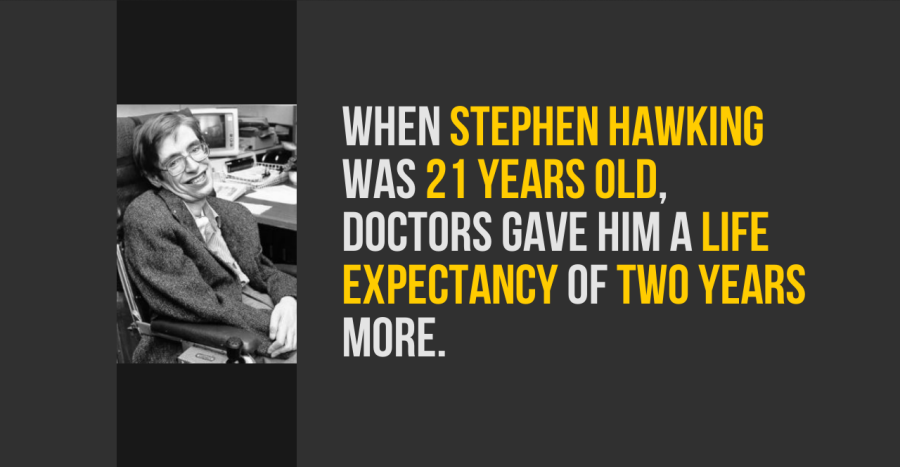 WHEN STEPHEN HAWKING
WAS 21 YEARS OLD,
DOCTORS GAVE HIM A LIFE
EXPECTANCY OF TWO YEARS
MORE.